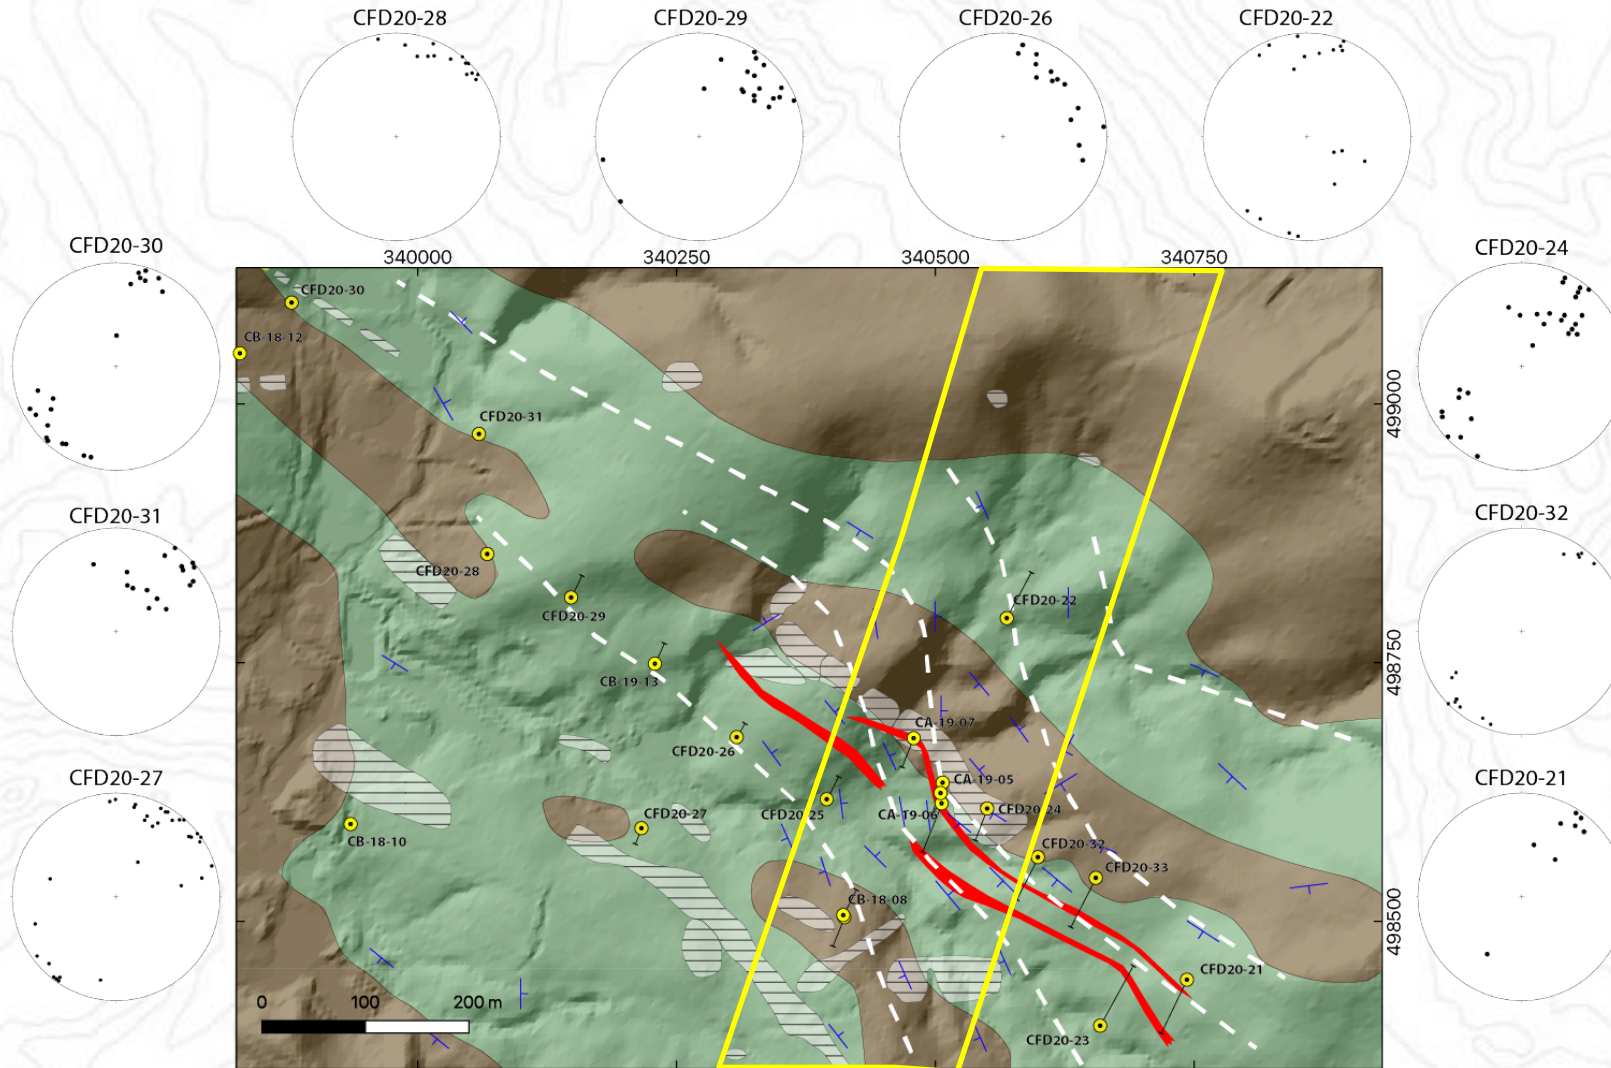 CFD20-28
CFD20-29
CFD20-26
CFD20-22
CFD20-30
CFD20-24
340000
340250
340500
340750
CFD20-30
CB-18-12
499000
CFD20-31
CFD20-31
CFD20-32
CFD20-28
CFD20-29
CFD20-22
498750
CB-19-13
CA-19-07
CFD20-26
CFD20-27
CFD20-21
CA-19-05
CFD20-25
CA-19-06
CFD20-24
CFD20-27
CB-18-10
CFD20-32
CFD20-33
CB-18-08
498500
CFD20-21
0 100 200 m
CFD20-23